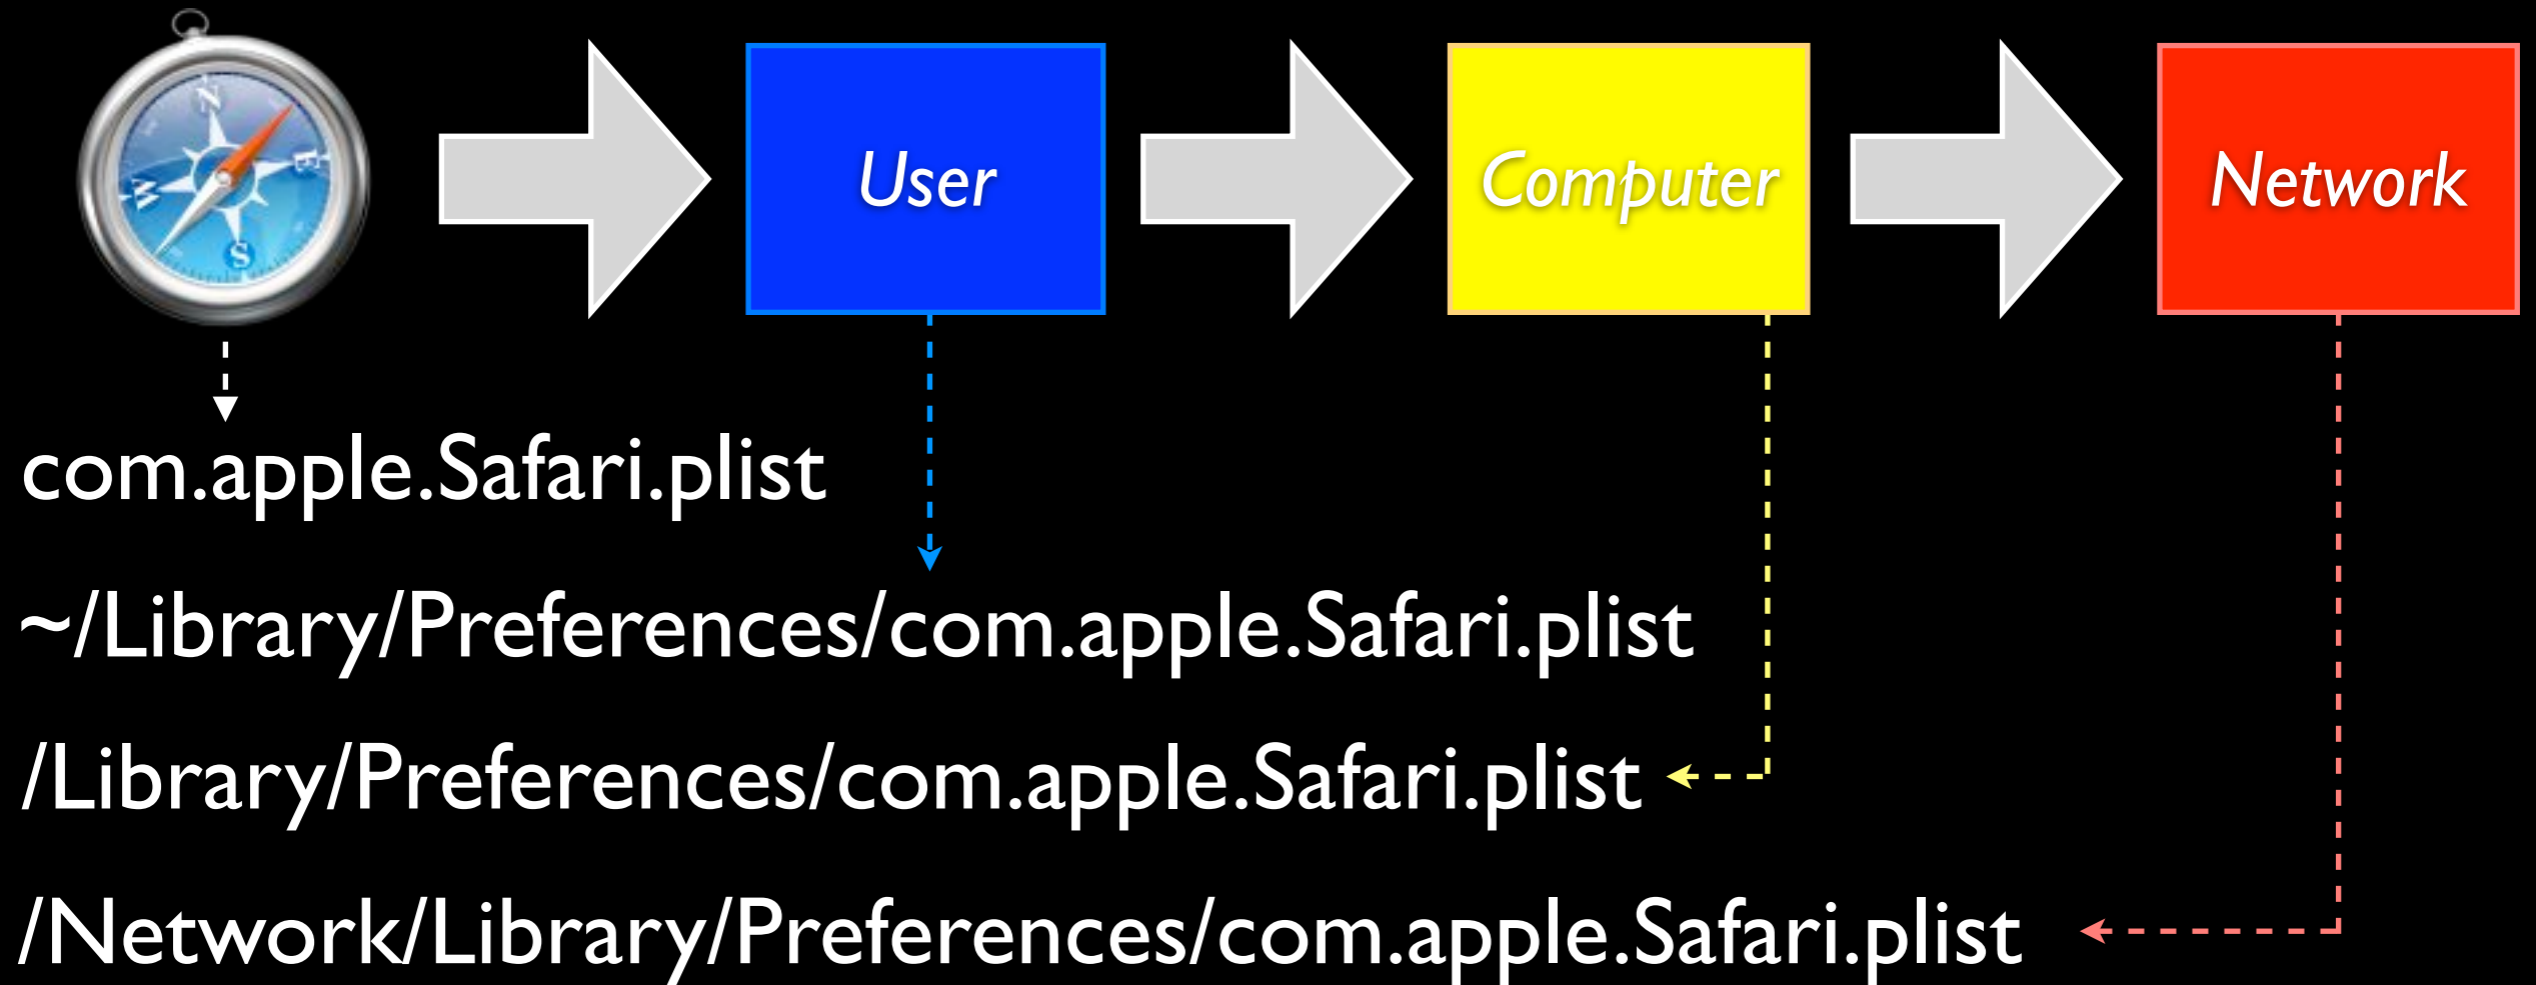 N
E
W
S
User
Computer
Network
com.apple.Safari.plist
~/Library/Preferences/com.apple.Safari.plist
/Library/Preferences/com.apple.Safari.plist
/Network/Library/Preferences/com.apple.Safari.plist